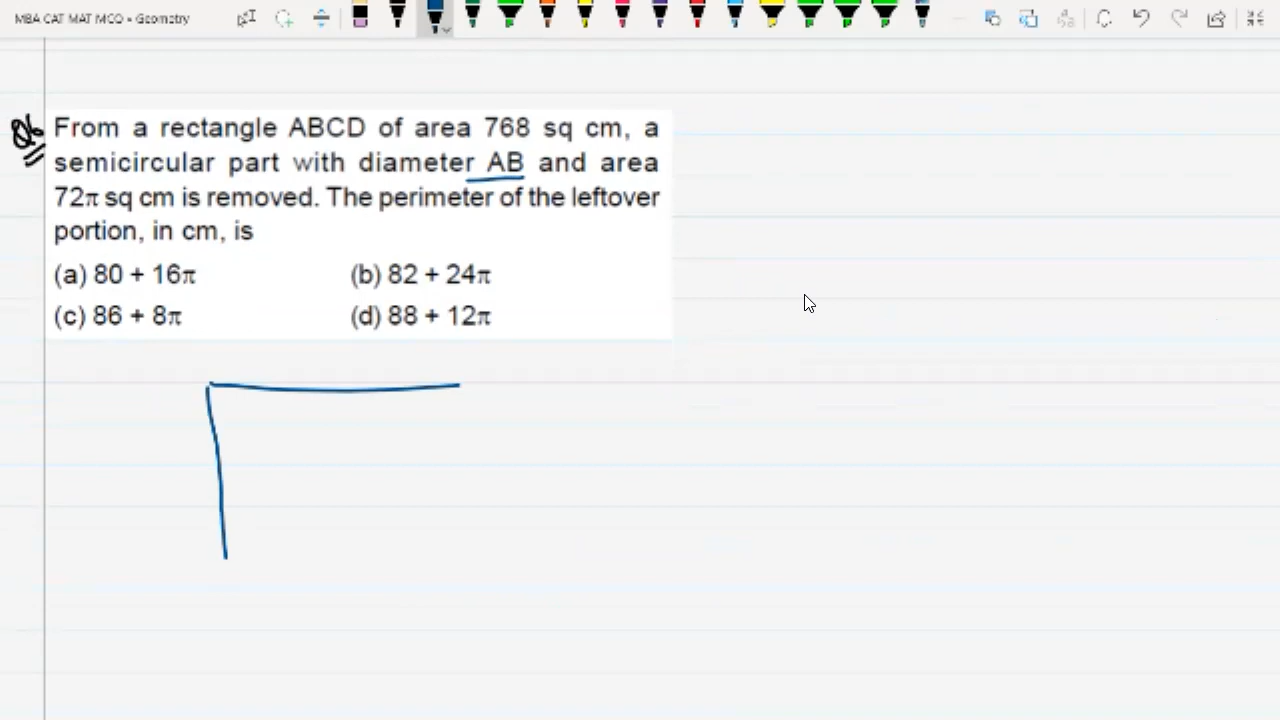 MBA CAT MAT MCQ - Geometry
From a rectangle ABCD of area 768 sq cm, a
semicircular part with diameter AB and area
72π sq cm is removed. The perimeter of the leftover
portion, in cm, is
(a) 80 + 16π (b) 82 + 24π
(c) 86 + 8π (d) 88 + 12π